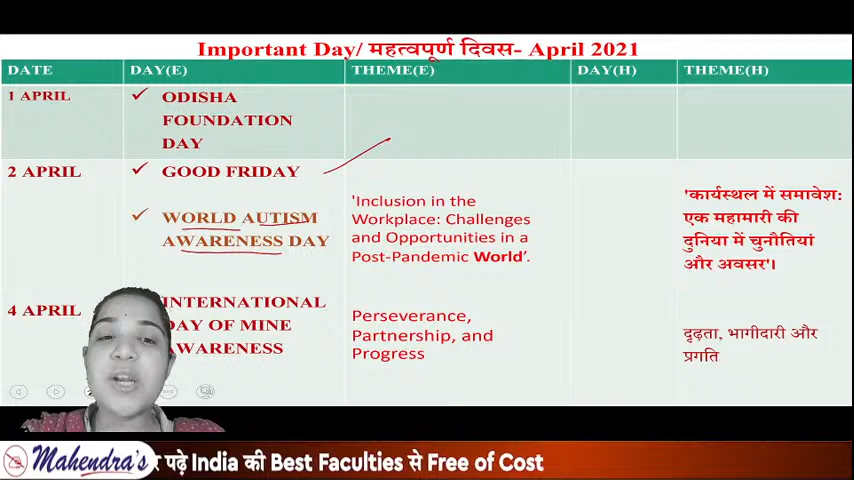 Important Day/ महत्वपूर्ण दिवस- April 2021
DATE DAY(E) THEME(E) DAY(H) THEME(H)
1 APRIL ODISHA
FOUNDATION
DAY
2 APRIL GOOD FRIDAY
WORLD AUTISM
AWARENESS DAY
'Inclusion in the
Workplace: Challenges
and Opportunities in a
Post-Pandemic World'.
'कार्यस्थल में समावेश:
एक महामारी की
दुनिया में चुनौतियां
और अवसर'।
4 APRIL INTERNATIONAL
DAY OF MINE
AWARENESS
Perseverance,
Partnership, and
Progress
दृढ़ता, भागीदारी और
प्रगति
Mahendra's पढ़े India की Best Faculties से Free of Cost